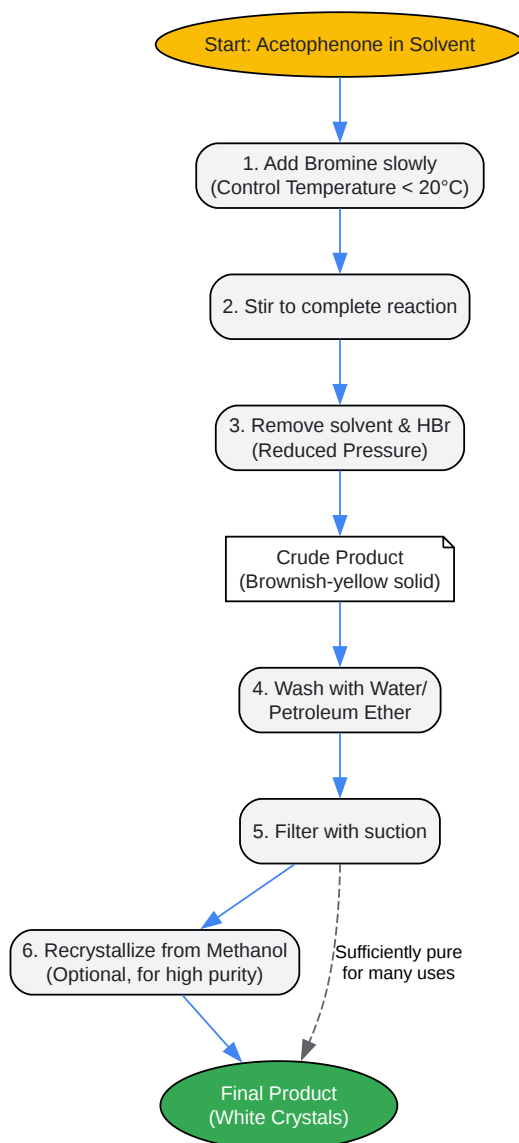 Start: Acetophenone in Solvent
1. Add Bromine slowly
(Control Temperature < 20°C)
2. Stir to complete reaction
3. Remove solvent & HBr
(Reduced Pressure)
Crude Product
(Brownish-yellow solid)
4. Wash with Water/
Petroleum Ether
5. Filter with suction
6. Recrystallize from Methanol
(Optional, for high purity)
Sufficiently pure
for many uses
Final Product
(White Crystals)